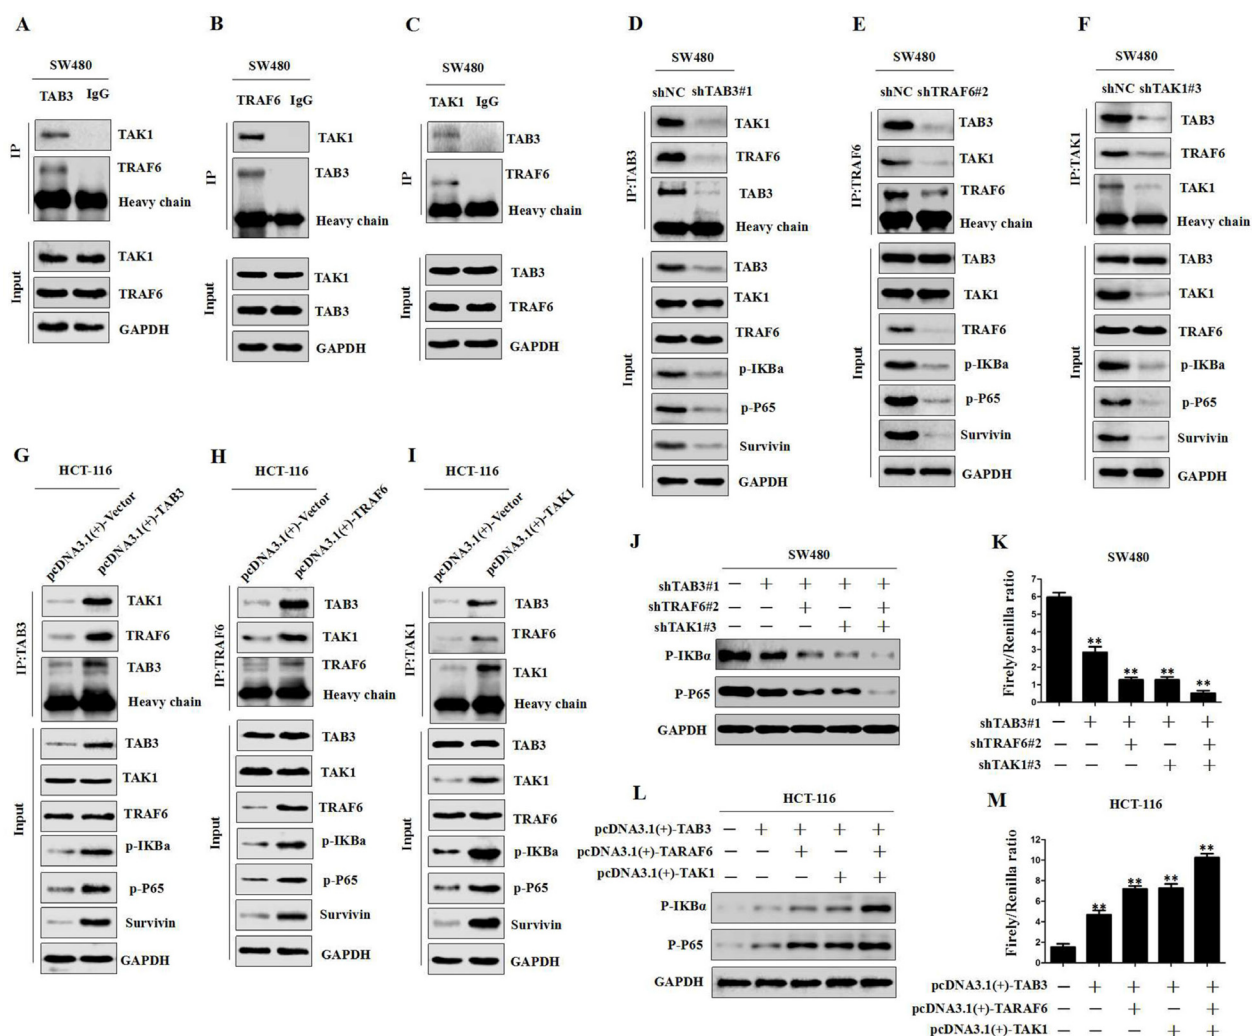 A
SW480
TAB3 IgG
IP
TAK1
TRAF6
Heavy chain
Input
TAK1
TRAF6
GAPDH
B
SW480
TRAF6 IgG
IP
TAK1
TAB3
Heavy chain
Input
TAK1
TAB3
GAPDH
C
SW480
TAK1 IgG
IP
TAB3
TRAF6
Heavy chain
Input
TAB3
TRAF6
GAPDH
D
SW480
shNC shTAB3#1
IP:TAB3
TAK1
TRAF6
TAB3
Heavy chain
Input
TAB3
TAK1
TRAF6
p-IKBa
p-P65
Survivin
GAPDH
E
SW480
shNC shTRAF6#2
IP:TRAF6
TAB3
TAK1
TRAF6
Heavy chain
Input
TAB3
TAK1
TRAF6
p-IKBa
p-P65
Survivin
GAPDH
F
SW480
shNC shTAK1#3
IP:TAK1
TAB3
TRAF6
TAK1
Heavy chain
Input
TAB3
TAK1
TRAF6
p-IKBa
p-P65
Survivin
GAPDH
G
HCT-116
pcDNA3.1(+)-Vector
pcDNA3.1(+)-TAB3
IP:TAB3
TAK1
TRAF6
TAB3
Heavy chain
Input
TAB3
TAK1
TRAF6
p-IKBa
p-P65
Survivin
GAPDH
H
HCT-116
pcDNA3.1(+)-Vector
pcDNA3.1(+)-TRAF6
IP:TRAF6
TAB3
TAK1
TRAF6
Heavy chain
Input
TAB3
TAK1
TRAF6
p-IKBa
p-P65
Survivin
GAPDH
I
HCT-116
pcDNA3.1(+)-Vector
pcDNA3.1(+)-TAK1
IP:TAK1
TAB3
TRAF6
TAK1
Heavy chain
Input
TAB3
TAK1
TRAF6
p-IKBa
p-P65
Survivin
GAPDH
J
SW480
shTAB3#1 — + + + +
shTRAF6#2 — — + — +
shTAK1#3 — — — + +
P-IKBα
P-P65
GAPDH
K
SW480
Firely/Renilla ratio
7
6
5
4
3
2
1
0
** ** ** **
shTAB3#1 — + + + +
shTRAF6#2 — — + — +
shTAK1#3 — — — + +
L
HCT-116
pcDNA3.1(+)-TAB3 — + + + +
pcDNA3.1(+)-TARAF6 — — + — +
pcDNA3.1(+)-TAK1 — — — + +
P-IKBα
P-P65
GAPDH
M
HCT-116
Firely/Renilla ratio
12
10
8
6
4
2
0
** ** ** **
pcDNA3.1(+)-TAB3 — + + + +
pcDNA3.1(+)-TARAF6 — — + — +
pcDNA3.1(+)-TAK1 — — — + +